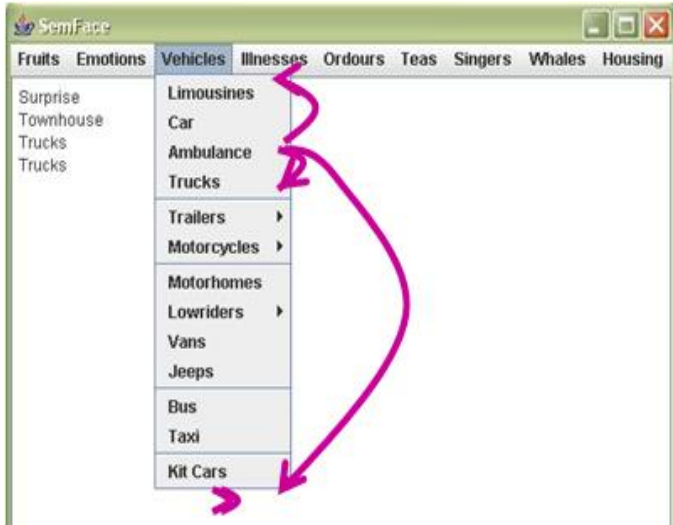 SemFace
Fruits Emotions Vehicles Illnesses Ordours Teas Singers Whales Housing
Surprise
Townhouse
Trucks
Trucks
Limousines
Car
Ambulance
Trucks
Trailers
Motorcycles
Motorhomes
Lowriders
Vans
Jeeps
Bus
Taxi
Kit Cars